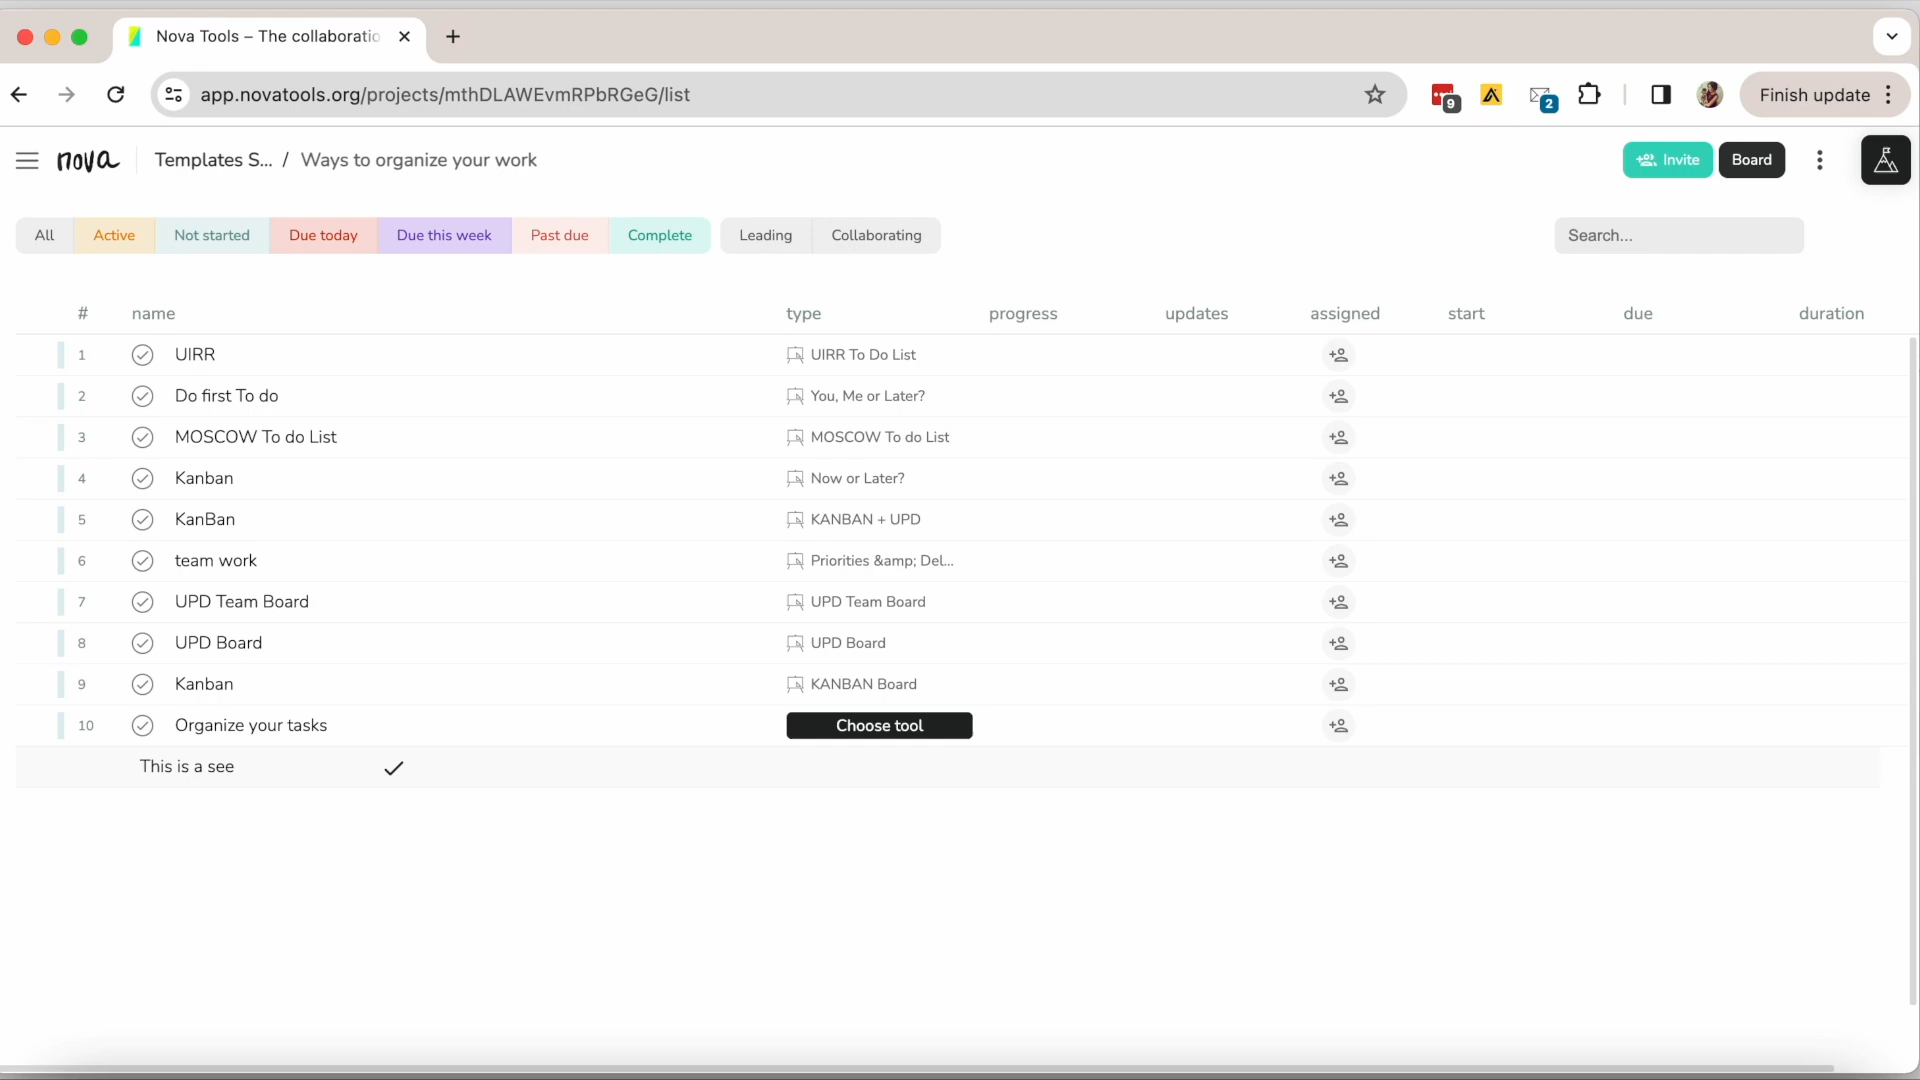 Nova Tools – The collaboratio
app.novatools.org/projects/mthDLAWEvmRPbRGeG/list
9
2
Finish update
nova
Templates S... / Ways to organize your work
Invite
Board
All
Active
Not started
Due today
Due this week
Past due
Complete
Leading
Collaborating
Search...
# name type progress updates assigned start due duration
1 UIRR UIRR To Do List
2 Do first To do You, Me or Later?
3 MOSCOW To do List MOSCOW To do List
4 Kanban Now or Later?
5 KanBan KANBAN + UPD
6 team work Priorities &amp; Del...
7 UPD Team Board UPD Team Board
8 UPD Board UPD Board
9 Kanban KANBAN Board
10 Organize your tasks Choose tool
This is a see